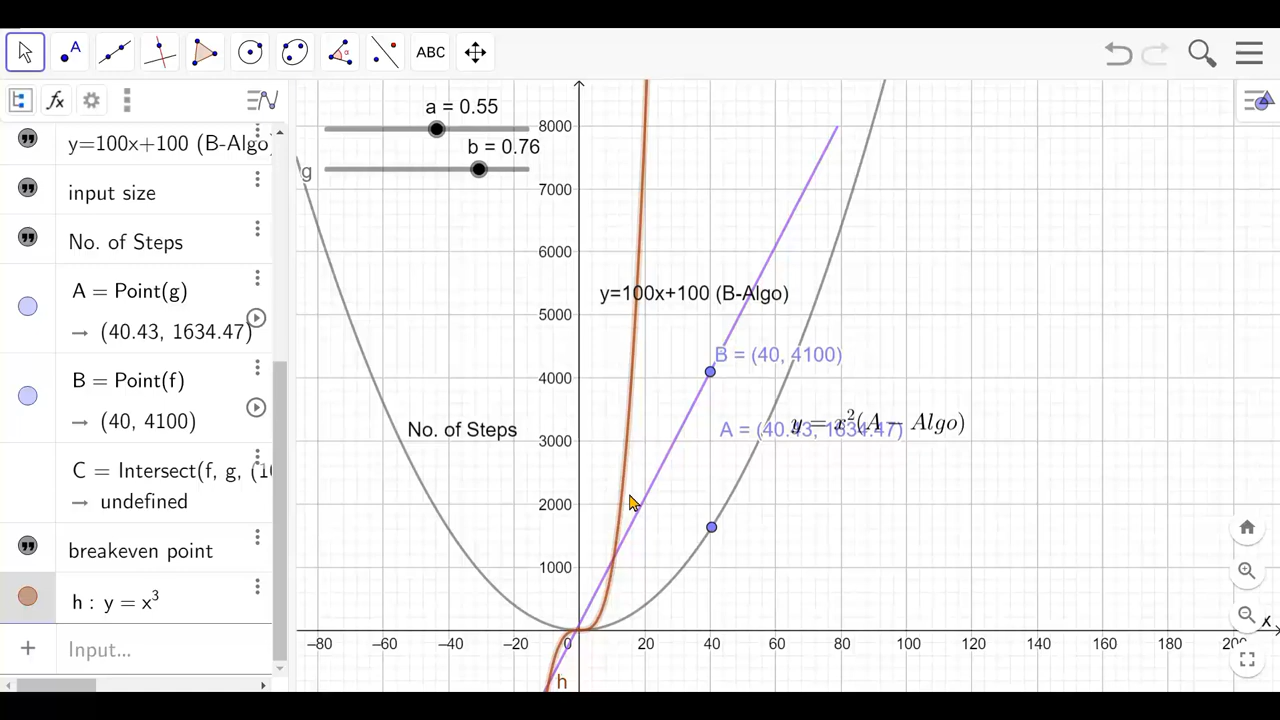 A
α
ABC
fx
y=100x+100 (B-Algo)
input size
No. of Steps
A = Point(g)
→ (40.43, 1634.47)
B = Point(f)
→ (40, 4100)
C = Intersect(f, g, (10
→ undefined
breakeven point
h : y = x³
+ Input...
a = 0.55
b = 0.76
g
8000
7000
6000
5000
4000
3000
2000
1000
y=100x+100 (B-Algo)
B = (40, 4100)
y = x²(A − Algo)
A = (40.43, 1634.47)
No. of Steps
x
–80 –60 –40 –20 0 20 40 60 80 100 120 140 160 180 200
h